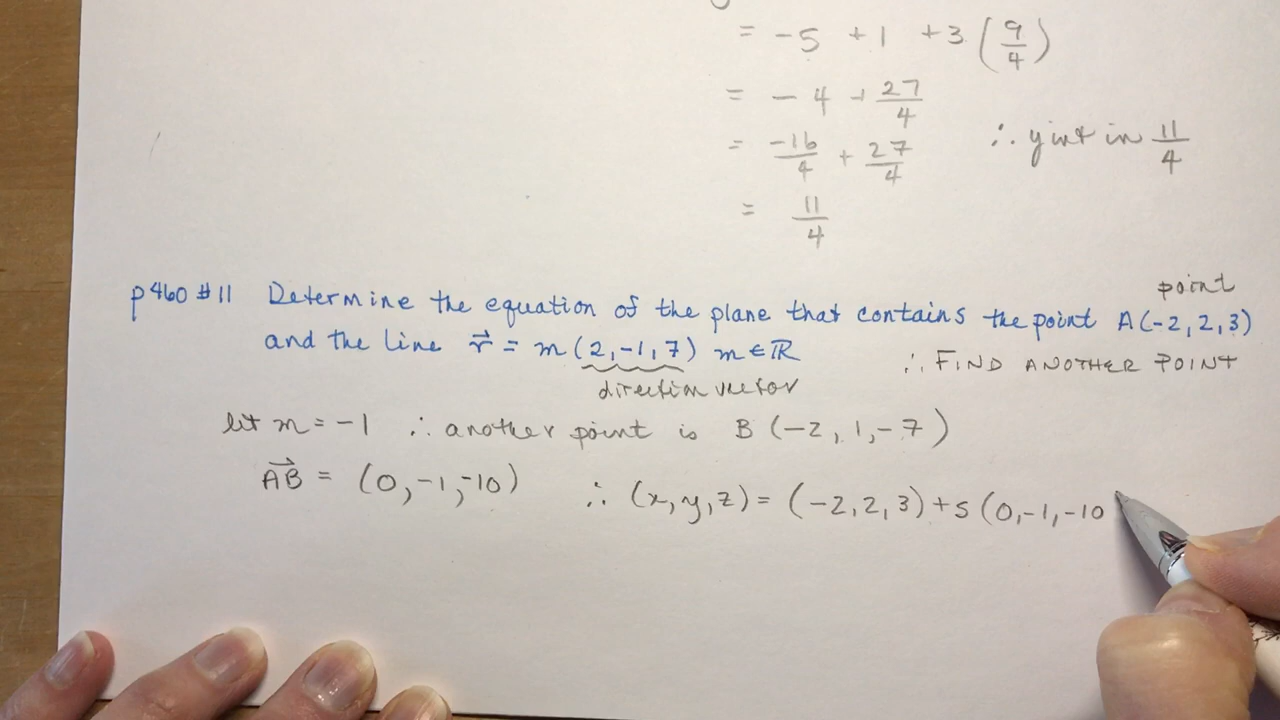 = -5 + 1 + 3 (9/4)
= -4 + 27/4
= -16/4 + 27/4 ∴ yint in 11/4
= 11/4
point
p460 #11 Determine the equation of the plane that contains the point A(-2,2,3)
and the line r⃗ = m(2,-1,7) m∈ℝ ∴ FIND ANOTHER POINT
direction vector
let m = -1 ∴ another point is B (-2, 1, -7)
A⃗B⃗ = (0,-1,-10) ∴ (x,y,z) = (-2,2,3) + s (0,-1,-10